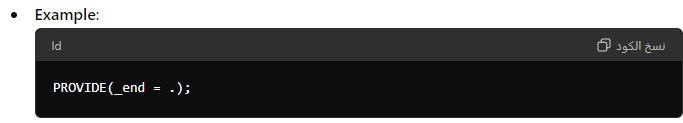 • Example:
ld نسخ الكود
PROVIDE(_end = .);